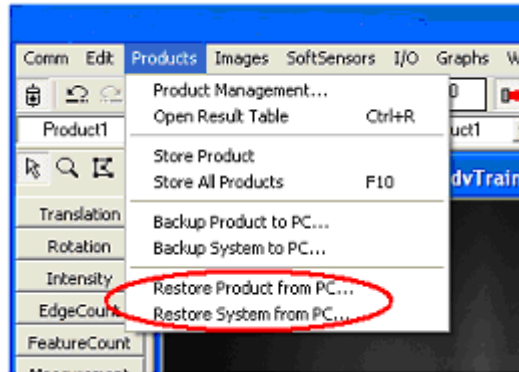 Comm Edit Products Images SoftSensors I/O Graphs W
Product Management...
Open Result Table Ctrl+R
Product1
uct1
Store Product
Store All Products F10
dvTrain
Translation
Rotation
Backup Product to PC...
Backup System to PC...
Intensity
Restore Product from PC...
EdgeCount
Restore System from PC...
FeatureCount